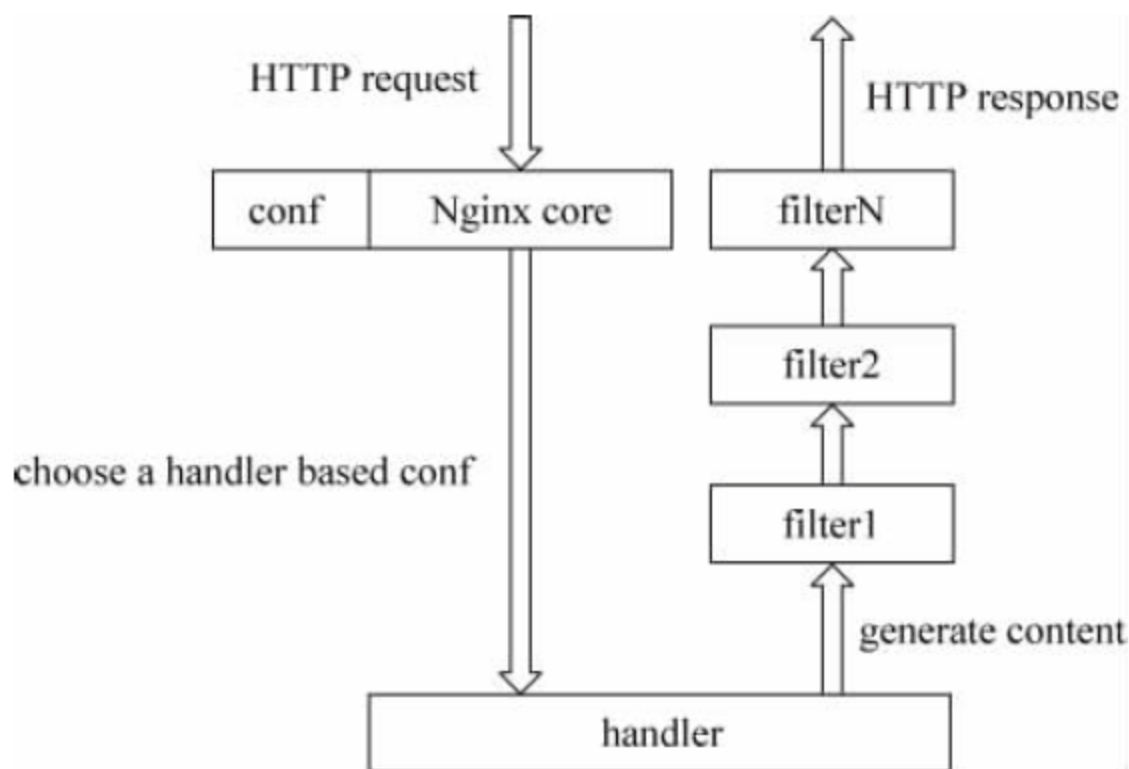 HTTP request
HTTP response
conf
Nginx core
filterN
filter2
choose a handler based conf
filter1
generate content
handler